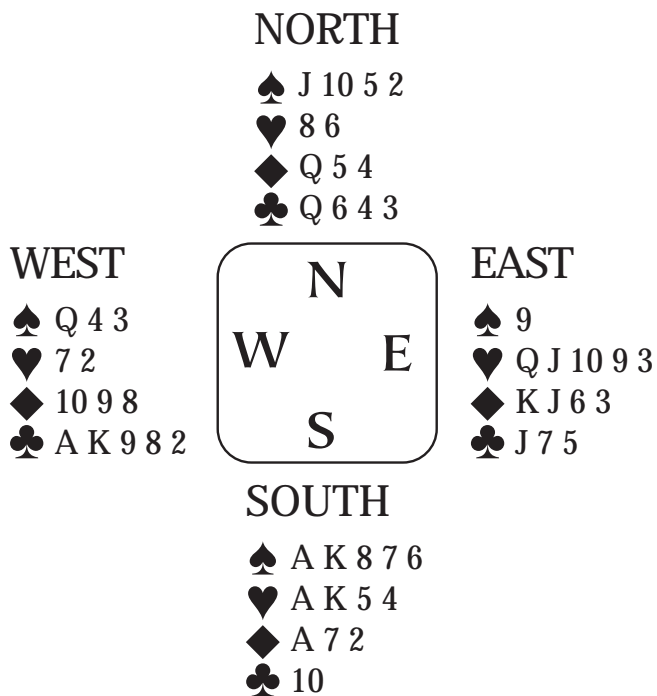 NORTH
♠ J 10 5 2
♥ 8 6
♦ Q 5 4
♣ Q 6 4 3
WEST
♠ Q 4 3
♥ 7 2
♦ 10 9 8
♣ A K 9 8 2
N
W E
S
EAST
♠ 9
♥ Q J 10 9 3
♦ K J 6 3
♣ J 7 5
SOUTH
♠ A K 8 7 6
♥ A K 5 4
♦ A 7 2
♣ 10